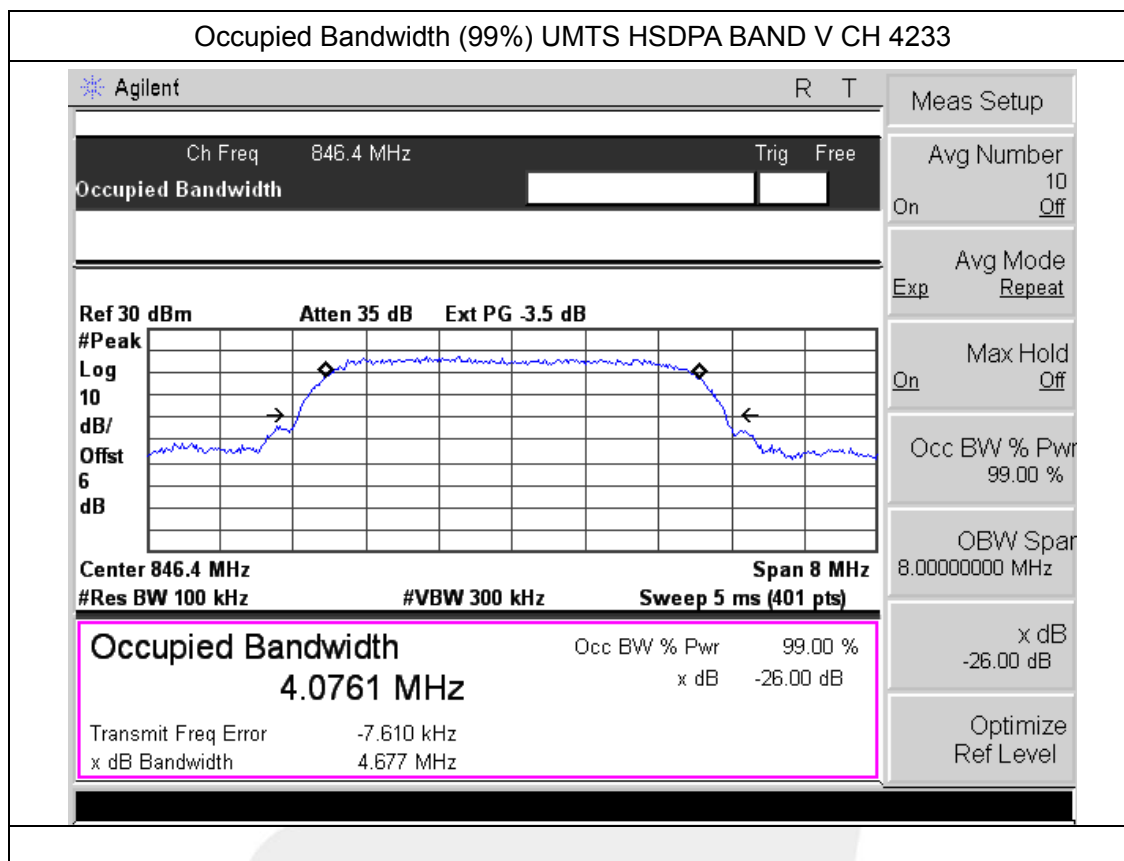 Occupied Bandwidth (99%) UMTS HSDPA BAND V CH 4233
Agilent R T
Ch Freq 846.4 MHz Trig Free
Occupied Bandwidth
Ref 30 dBm Atten 35 dB Ext PG -3.5 dB
#Peak
Log
10
dB/
Offst
6
dB
Center 846.4 MHz Span 8 MHz
#Res BW 100 kHz #VBW 300 kHz Sweep 5 ms (401 pts)
Occupied Bandwidth
4.0761 MHz
Occ BW % Pwr 99.00 %
x dB -26.00 dB
Transmit Freq Error -7.610 kHz
x dB Bandwidth 4.677 MHz
Meas Setup
Avg Number
10
On Off
Avg Mode
Exp Repeat
Max Hold
On Off
Occ BW % Pwr
99.00 %
OBW Span
8.00000000 MHz
x dB
-26.00 dB
Optimize
Ref Level